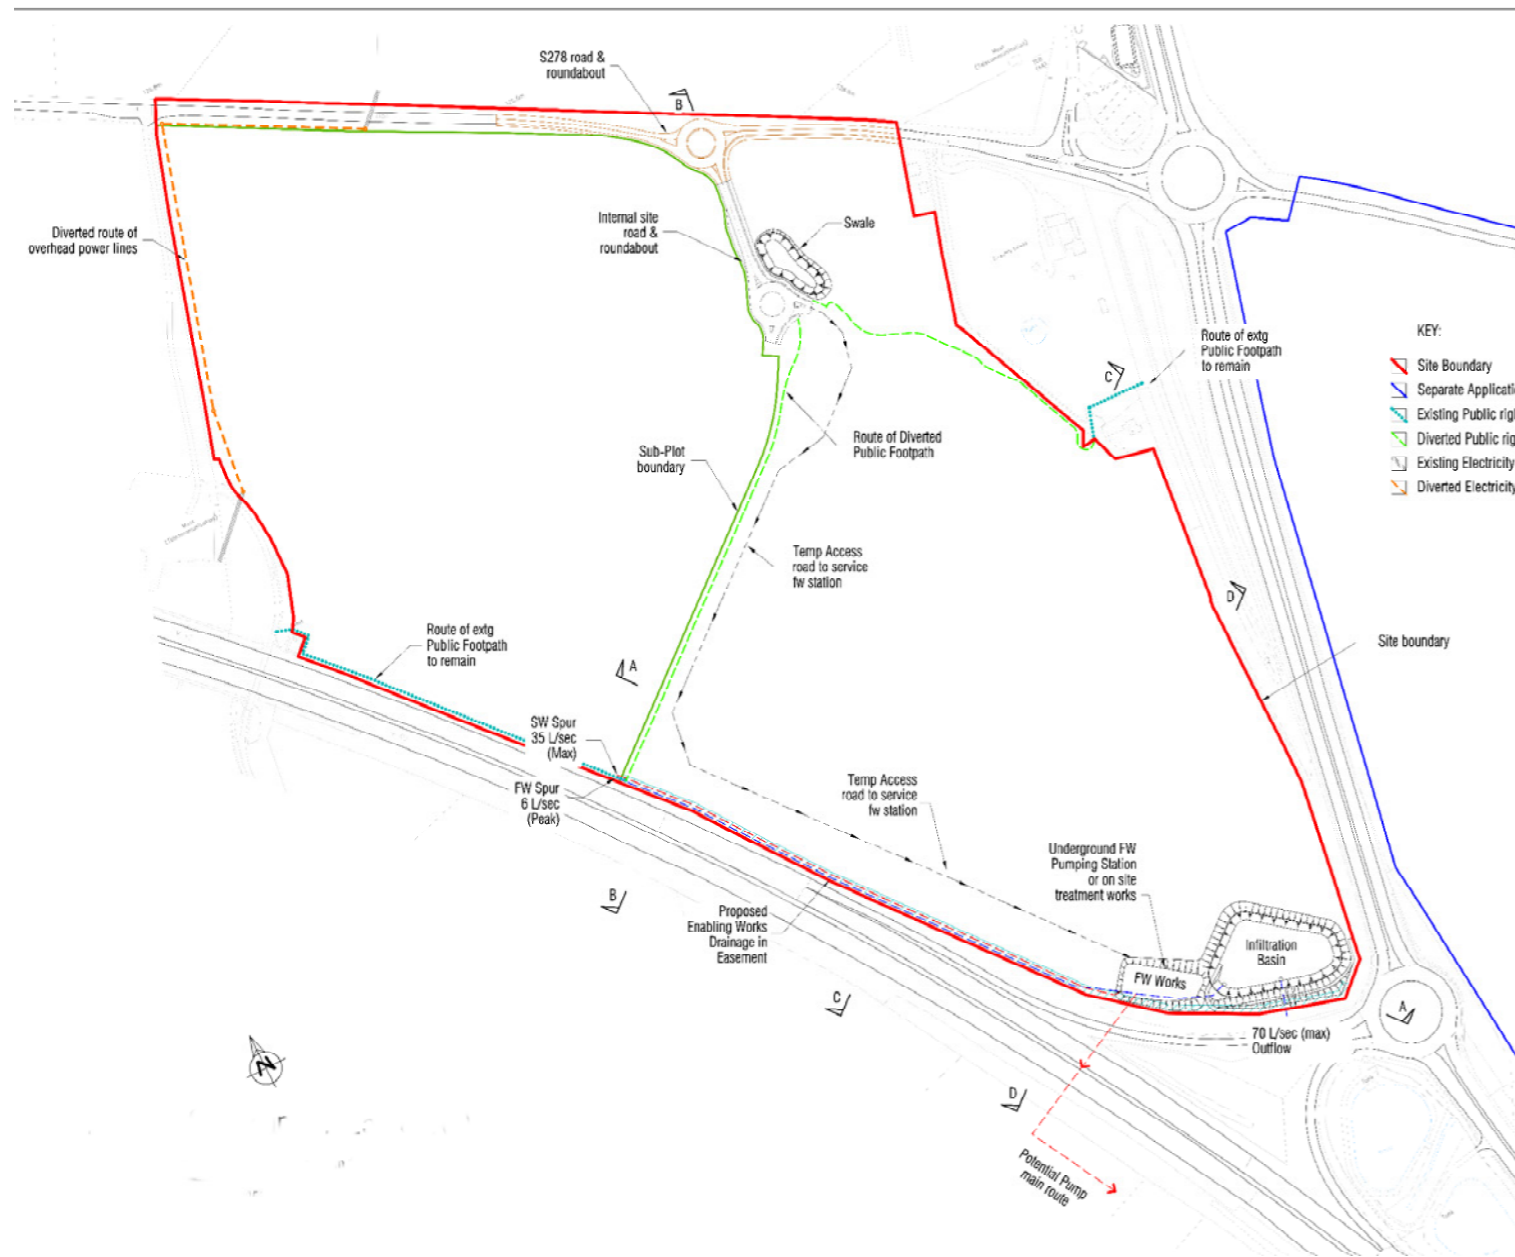 S278 road &
roundabout
B
Diverted route of
overhead power lines
Internal site
road &
roundabout
Swale
Route of extg
Public Footpath
to remain
C
KEY:
Site Boundary
Separate Applicati
Existing Public righ
Diverted Public rig
Existing Electricity
Diverted Electricity
Sub-Plot
boundary
Route of Diverted
Public Footpath
Temp Access
road to service
fw station
D
Site boundary
Route of extg
Public Footpath
to remain
A
SW Spur
35 L/sec
(Max)
FW Spur
6 L/sec
(Peak)
Temp Access
road to service
fw station
Underground FW
Pumping Station
or on site
treatment works
B
Proposed
Enabling Works
Drainage in
Easement
Infiltration
Basin
FW Works
C
A
70 L/sec (max)
Outflow
N
D
Potential Pump
main route